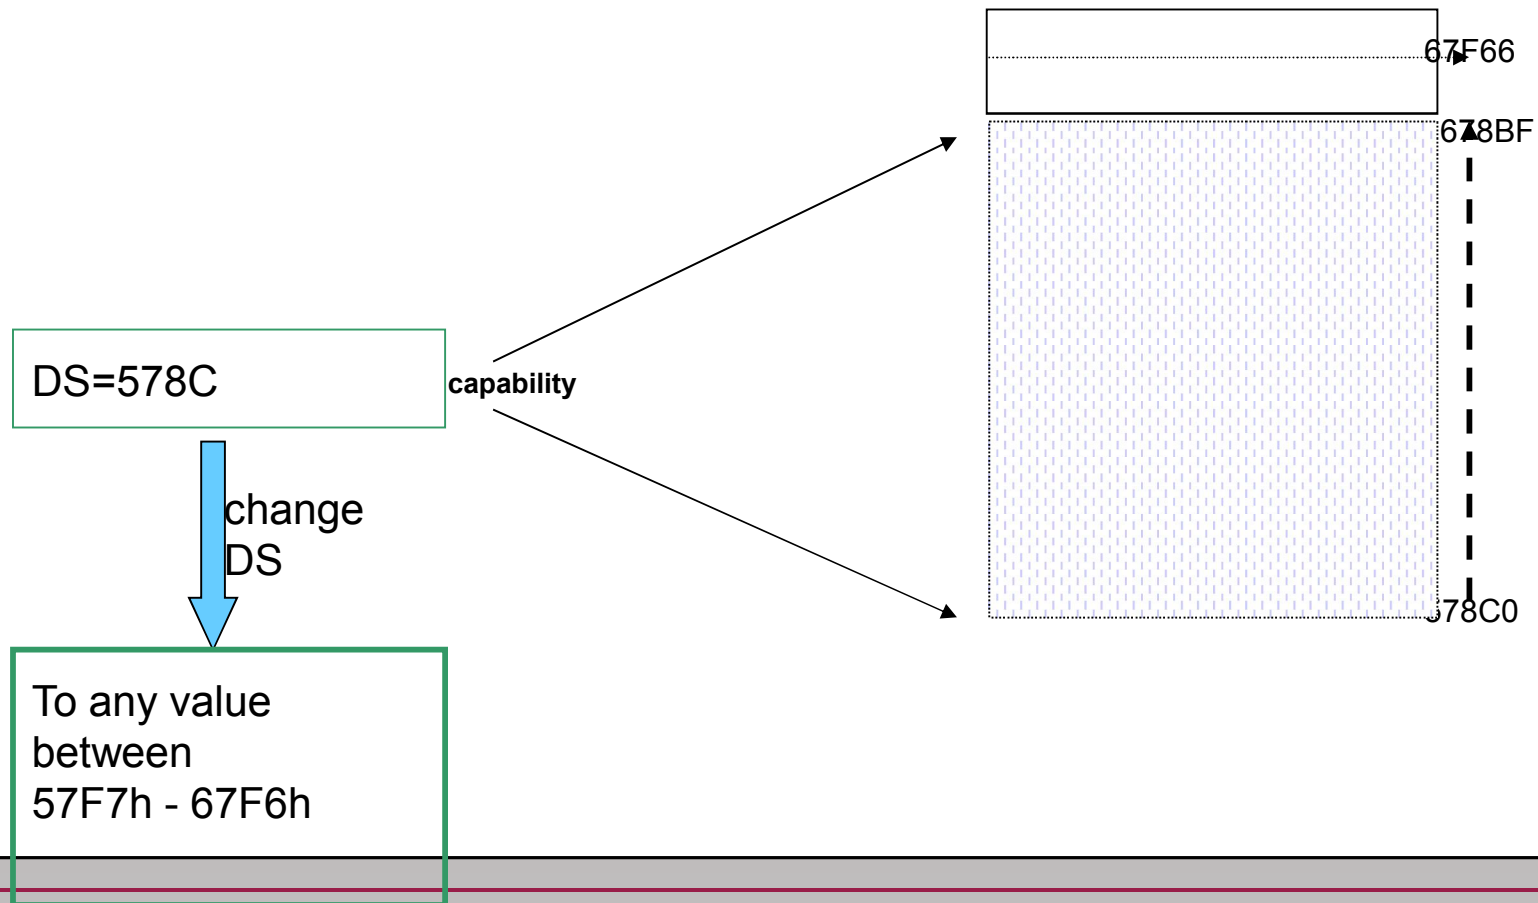 67F66
678BF
DS=578C
capability
change
DS
578C0
To any value
between
57F7h - 67F6h